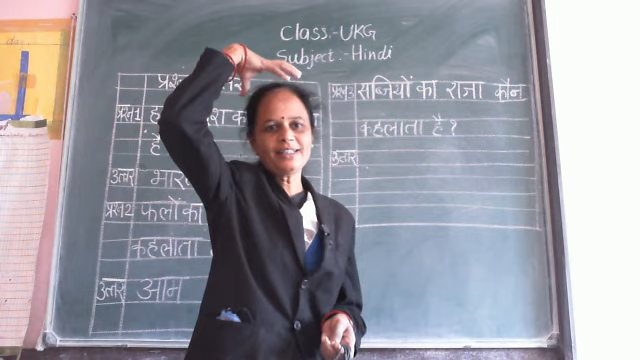 Class:-UKG
Subject:-Hindi
प्रश्न
प्रश्न1
है
उत्तर
प्रश्न2 फलों का
कहलाता
उत्तर आम
प्रश्न3 सब्जियों का राजा कौन
कहलाता है?
उत्तर